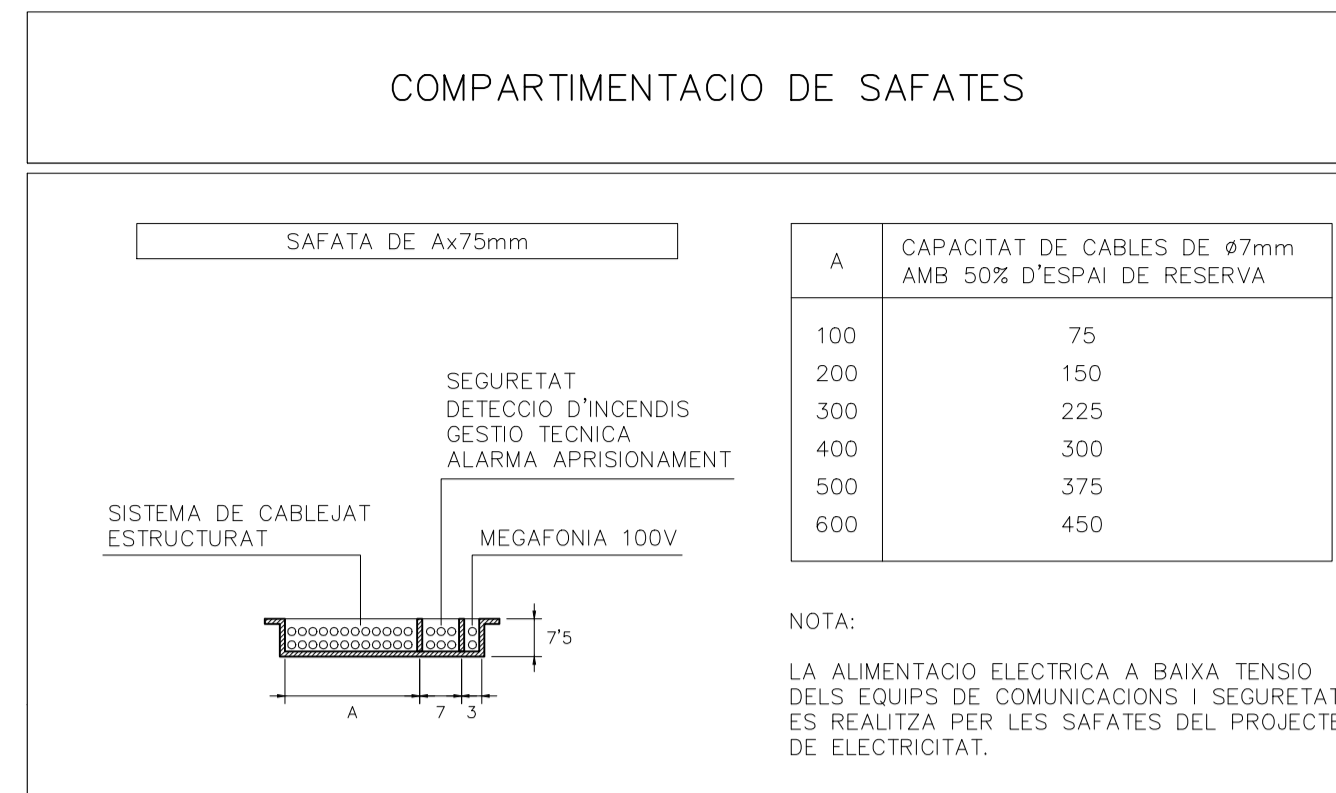 COMPARTIMENTACIO DE SAFATES
SAFATA DE Ax75mm
SEGURETAT
DETECCIO D'INCENDIS
GESTIO TECNICA
ALARMA APRISIONAMENT
SISTEMA DE CABLEJAT
ESTRUCTURAT
MEGAFONIA 100V
7'5
A 7 3
A CAPACITAT DE CABLES DE ø7mm
AMB 50% D'ESPAI DE RESERVA
100 75
200 150
300 225
400 300
500 375
600 450
NOTA:
LA ALIMENTACIO ELECTRICA A BAIXA TENSIO
DELS EQUIPS DE COMUNICACIONS I SEGURETAT
ES REALITZA PER LES SAFATES DEL PROJECTE
DE ELECTRICITAT.